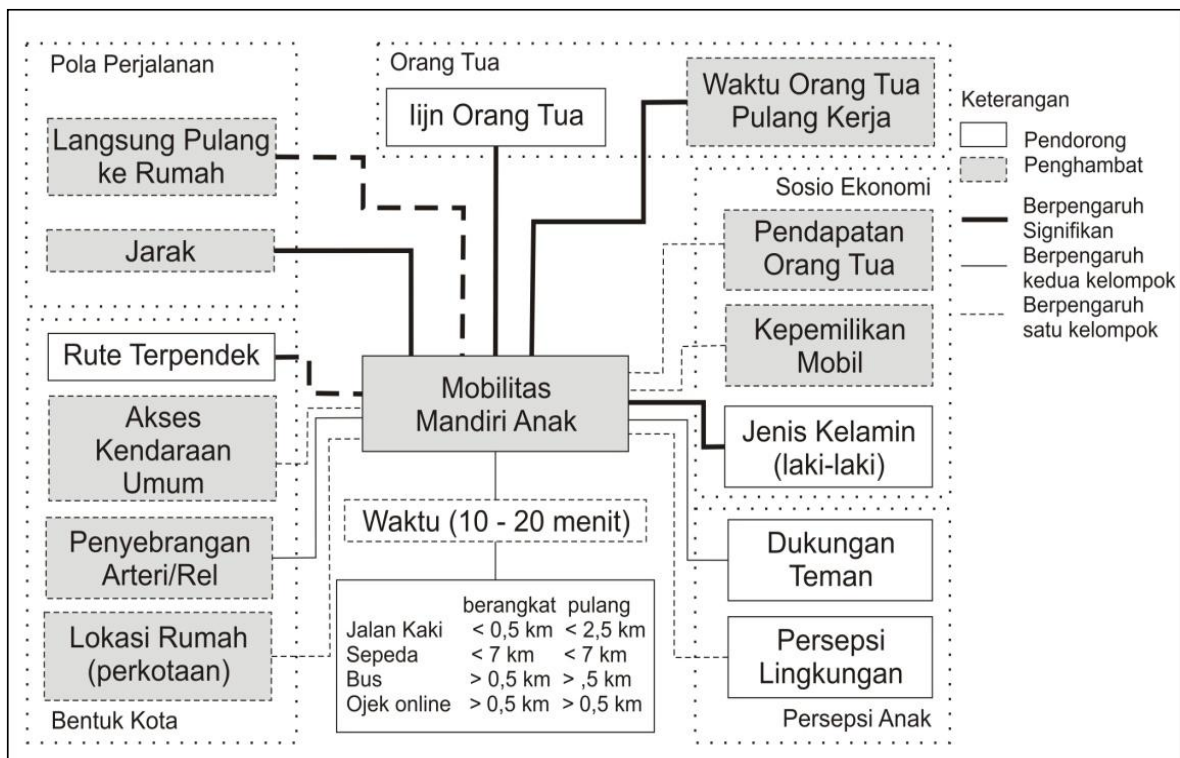 Pola Perjalanan
Langsung Pulang
ke Rumah
Jarak
Orang Tua
Iijn Orang Tua
Waktu Orang Tua
Pulang Kerja
Keterangan
Pendorong
Penghambat
Berpengaruh
Signifikan
Berpengaruh
kedua kelompok
Berpengaruh
satu kelompok
Sosio Ekonomi
Pendapatan
Orang Tua
Kepemilikan
Mobil
Jenis Kelamin
(laki-laki)
Rute Terpendek
Akses
Kendaraan
Umum
Penyebrangan
Arteri/Rel
Lokasi Rumah
(perkotaan)
Bentuk Kota
Mobilitas
Mandiri Anak
Waktu (10 - 20 menit)
berangkat pulang
Jalan Kaki < 0,5 km < 2,5 km
Sepeda < 7 km < 7 km
Bus > 0,5 km > ,5 km
Ojek online > 0,5 km > 0,5 km
Dukungan
Teman
Persepsi
Lingkungan
Persepsi Anak